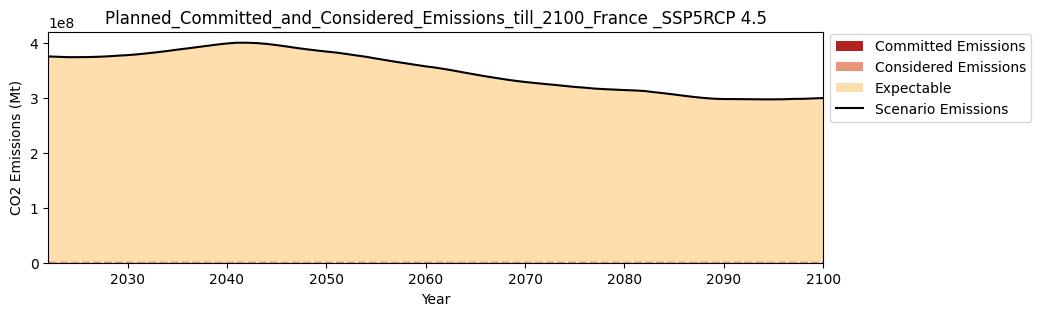 Planned_Committed_and_Considered_Emissions_till_2100_France _SSP5RCP 4.5
1e8
4
3
2
1
0
CO2 Emissions (Mt)
2030 2040 2050 2060 2070 2080 2090 2100
Year
Committed Emissions
Considered Emissions
Expectable
Scenario Emissions